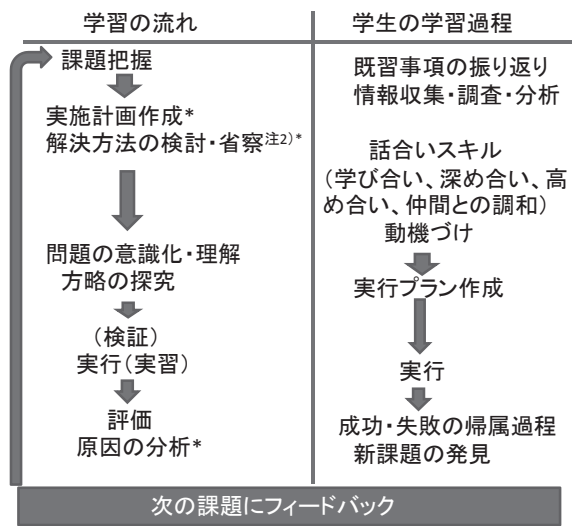 学習の流れ
課題把握
実施計画作成*
解決方法の検討・省察注2)*
問題の意識化・理解
方略の探究
(検証)
実行(実習)
評価
原因の分析*
学生の学習過程
既習事項の振り返り
情報収集・調査・分析
話合いスキル
(学び合い、深め合い、高
め合い、仲間との調和)
動機づけ
実行プラン作成
実行
成功・失敗の帰属過程
新課題の発見
次の課題にフィードバック